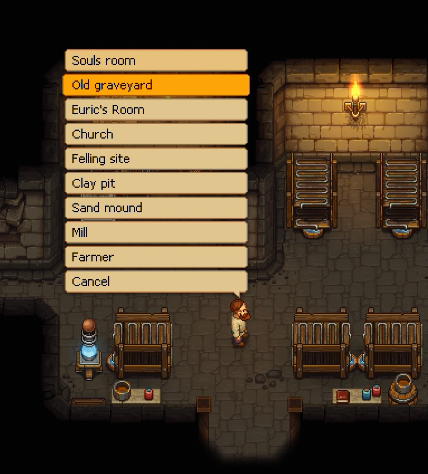 Souls room
Old graveyard
Euric's Room
Church
Felling site
Clay pit
Sand mound
Mill
Farmer
Cancel